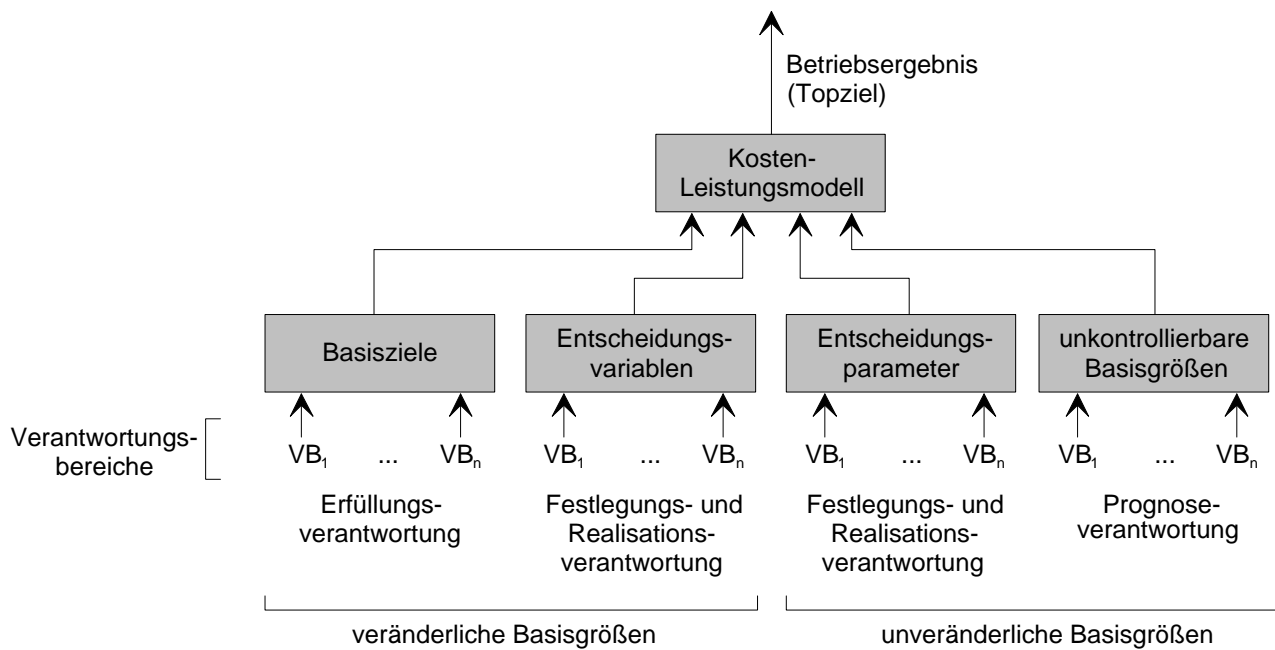 Betriebsergebnis
(Topziel)
Kosten-
Leistungsmodell
Basisziele
Entscheidungs-
variablen
Entscheidungs-
parameter
unkontrollierbare
Basisgrößen
Verantwortungs-
bereiche
VB1 ... VBn
VB1 ... VBn
VB1 ... VBn
VB1 ... VBn
Erfüllungs-
verantwortung
Festlegungs- und
Realisations-
verantwortung
Festlegungs- und
Realisations-
verantwortung
Prognose-
verantwortung
veränderliche Basisgrößen
unveränderliche Basisgrößen